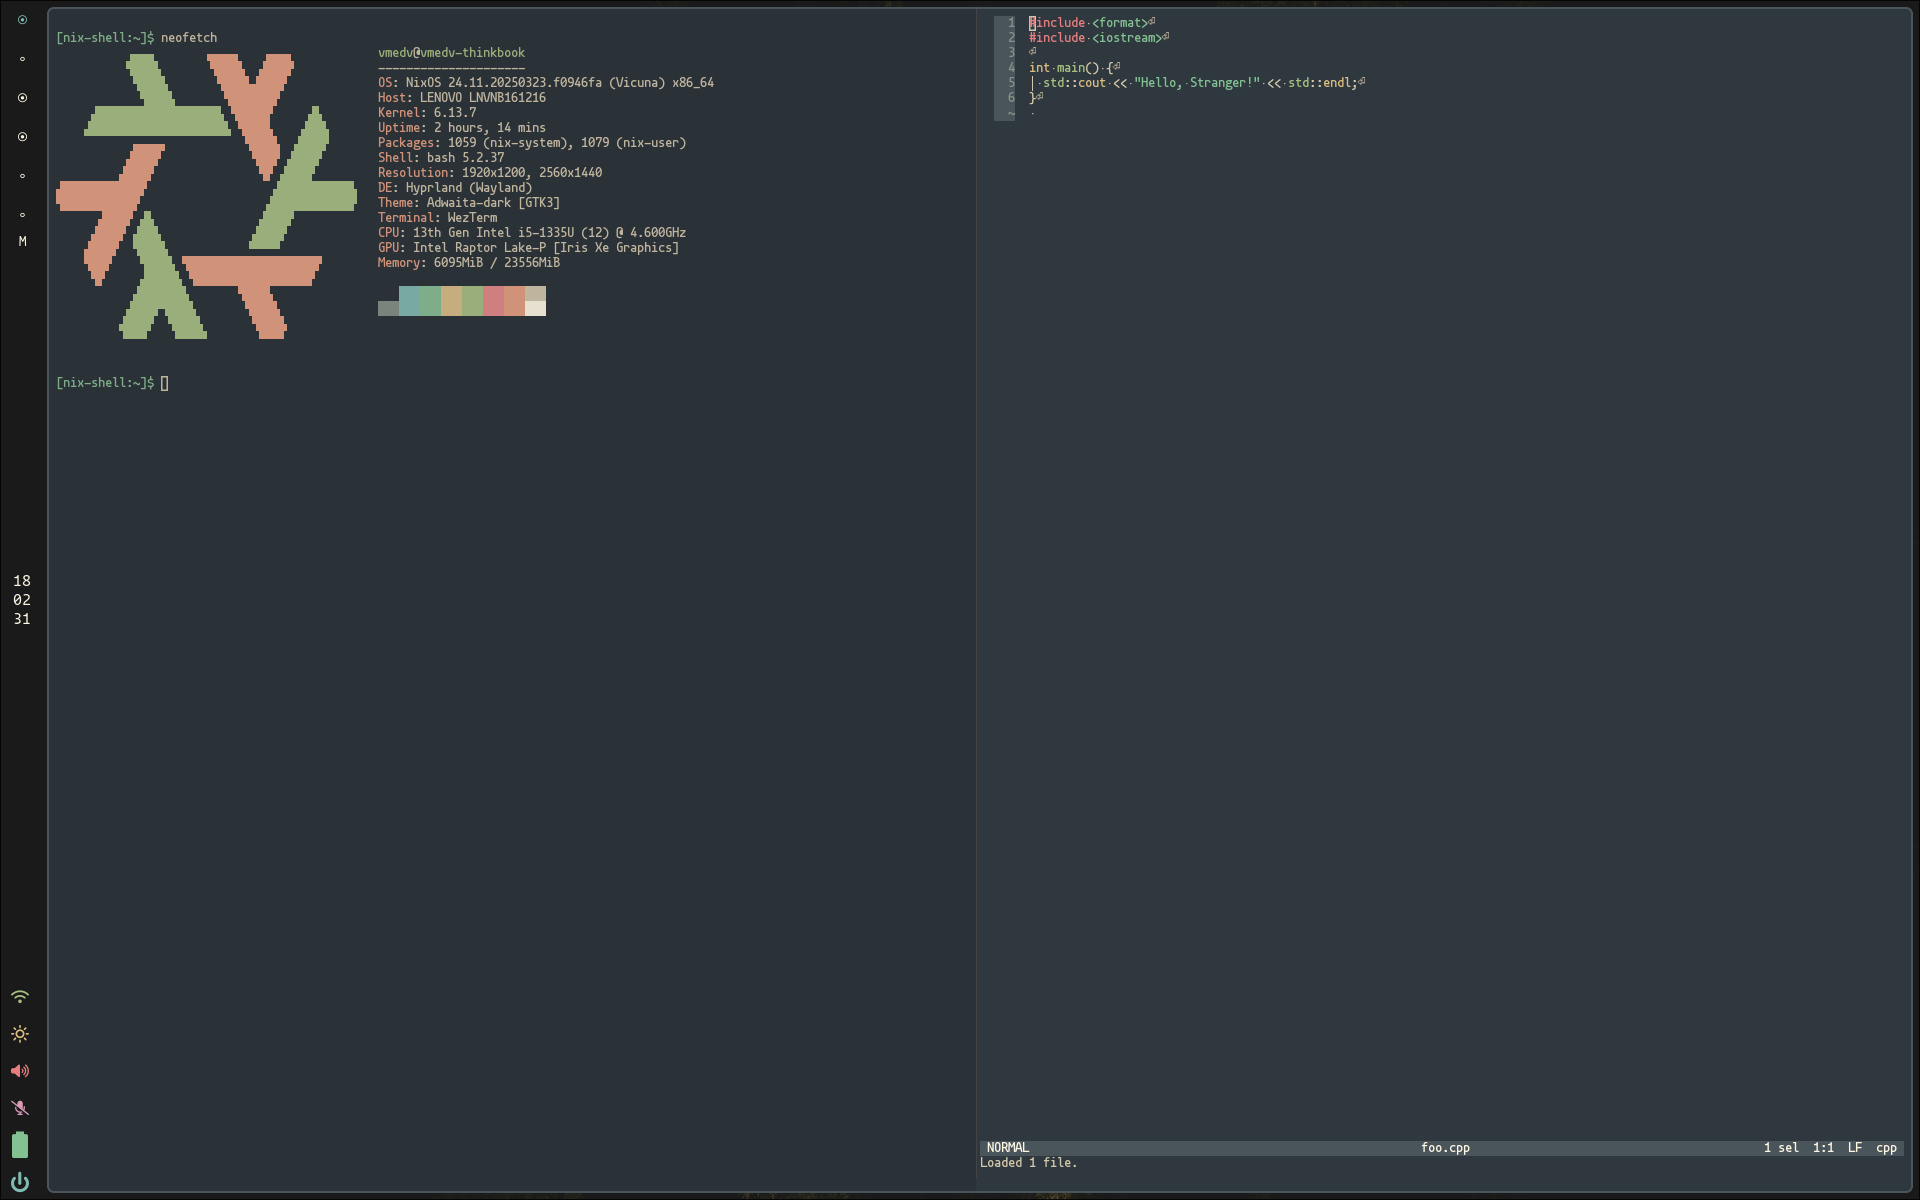 M
18
02
31
[nix-shell:~]$ neofetch
vmedv@vmedv-thinkbook
---------------------
OS: NixOS 24.11.20250323.f0946fa (Vicuna) x86_64
Host: LENOVO LNVNB161216
Kernel: 6.13.7
Uptime: 2 hours, 14 mins
Packages: 1059 (nix-system), 1079 (nix-user)
Shell: bash 5.2.37
Resolution: 1920x1200, 2560x1440
DE: Hyprland (Wayland)
Theme: Adwaita-dark [GTK3]
Terminal: WezTerm
CPU: 13th Gen Intel i5-1335U (12) @ 4.600GHz
GPU: Intel Raptor Lake-P [Iris Xe Graphics]
Memory: 6095MiB / 23556MiB
[nix-shell:~]$
1 #include·<format>⏎
2 #include·<iostream>⏎
3 ⏎
4 int·main()·{⏎
5 │·std::cout·<<·"Hello,·Stranger!"·<<·std::endl;⏎
6 }⏎
~ ·
NORMAL foo.cpp 1 sel 1:1 LF cpp
Loaded 1 file.